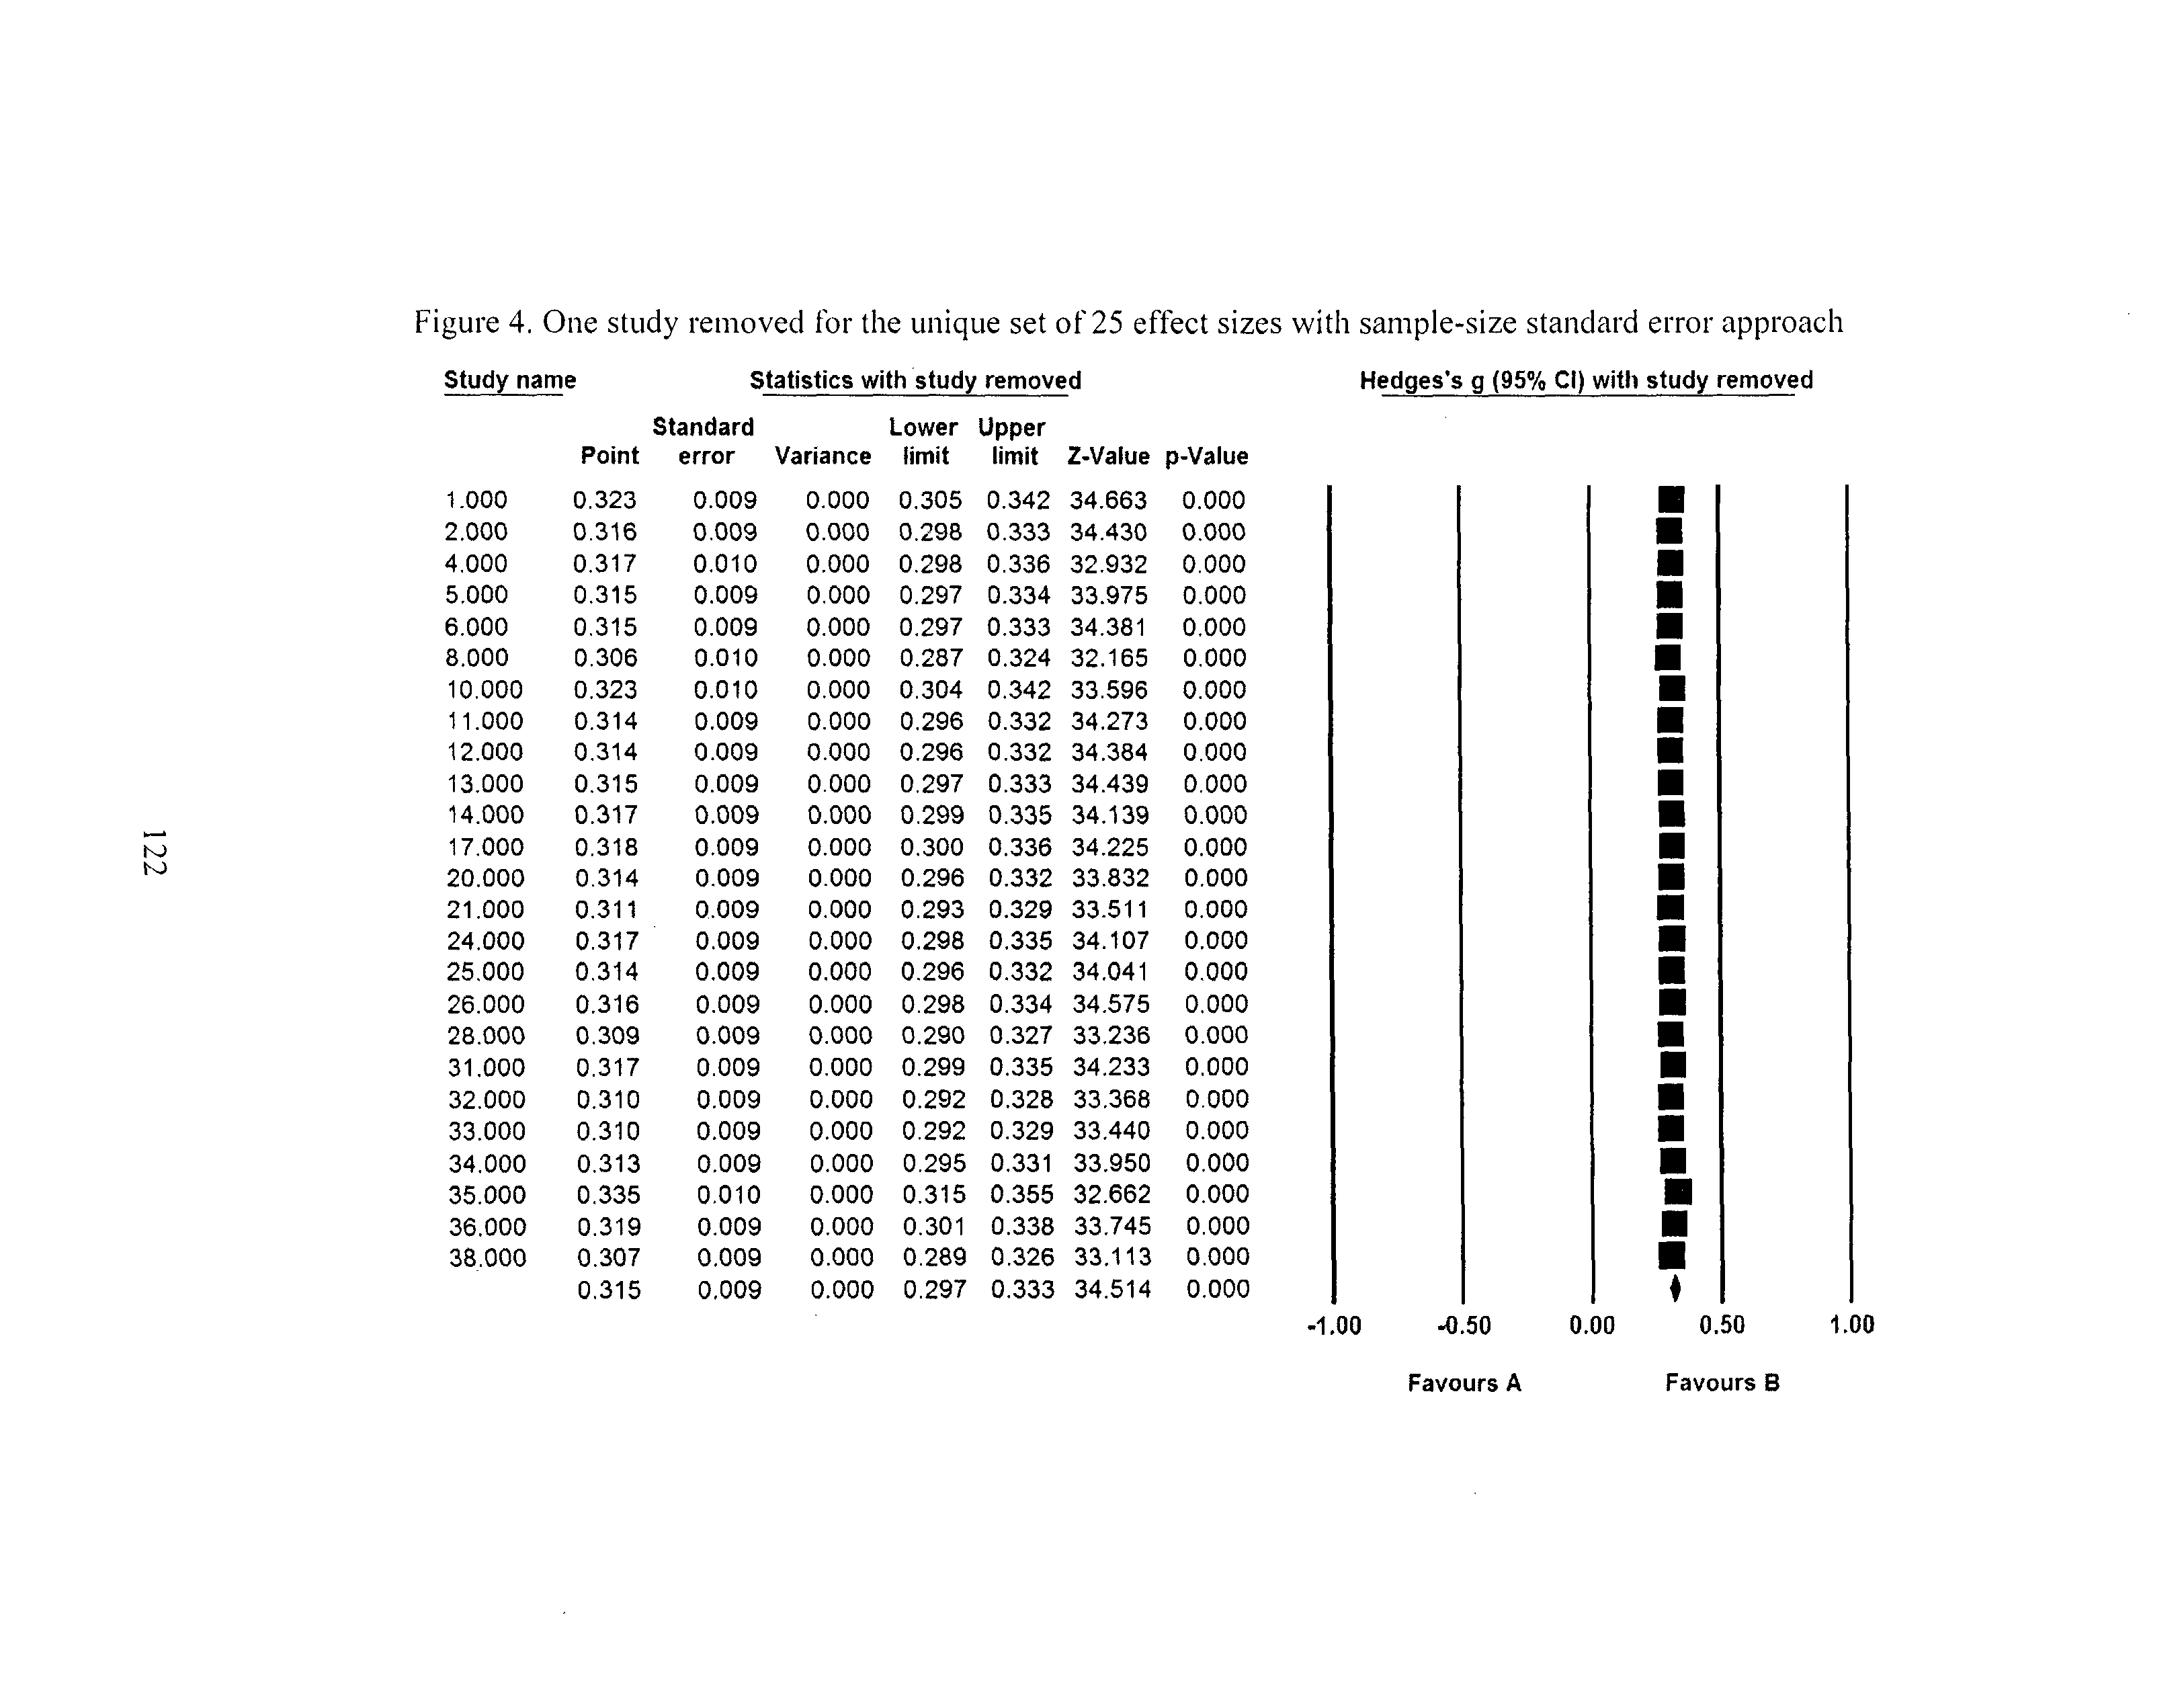 Figure 4. One study removed for the unique set of 25 effect sizes with sample-size standard error approach
Study name Statistics with study removed Hedges's g (95% CI) with study removed
Standard Lower Upper
Point error Variance limit limit Z-Value p-Value
1.000 0.323 0.009 0.000 0.305 0.342 34.663 0.000
2.000 0.316 0.009 0.000 0.298 0.333 34.430 0.000
4.000 0.317 0.010 0.000 0.298 0.336 32.932 0.000
5.000 0.315 0.009 0.000 0.297 0.334 33.975 0.000
6.000 0.315 0.009 0.000 0.297 0.333 34.381 0.000
8.000 0.306 0.010 0.000 0.287 0.324 32.165 0.000
10.000 0.323 0.010 0.000 0.304 0.342 33.596 0.000
11.000 0.314 0.009 0.000 0.296 0.332 34.273 0.000
12.000 0.314 0.009 0.000 0.296 0.332 34.384 0.000
13.000 0.315 0.009 0.000 0.297 0.333 34.439 0.000
14.000 0.317 0.009 0.000 0.299 0.335 34.139 0.000
17.000 0.318 0.009 0.000 0.300 0.336 34.225 0.000
20.000 0.314 0.009 0.000 0.296 0.332 33.832 0.000
21.000 0.311 0.009 0.000 0.293 0.329 33.511 0.000
24.000 0.317 0.009 0.000 0.298 0.335 34.107 0.000
25.000 0.314 0.009 0.000 0.296 0.332 34.041 0.000
26.000 0.316 0.009 0.000 0.298 0.334 34.575 0.000
28.000 0.309 0.009 0.000 0.290 0.327 33.236 0.000
31.000 0.317 0.009 0.000 0.299 0.335 34.233 0.000
32.000 0.310 0.009 0.000 0.292 0.328 33.368 0.000
33.000 0.310 0.009 0.000 0.292 0.329 33.440 0.000
34.000 0.313 0.009 0.000 0.295 0.331 33.950 0.000
35.000 0.335 0.010 0.000 0.315 0.355 32.662 0.000
36.000 0.319 0.009 0.000 0.301 0.338 33.745 0.000
38.000 0.307 0.009 0.000 0.289 0.326 33.113 0.000
0.315 0.009 0.000 0.297 0.333 34.514 0.000
-1.00 -0.50 0.00 0.50 1.00
Favours A Favours B
122